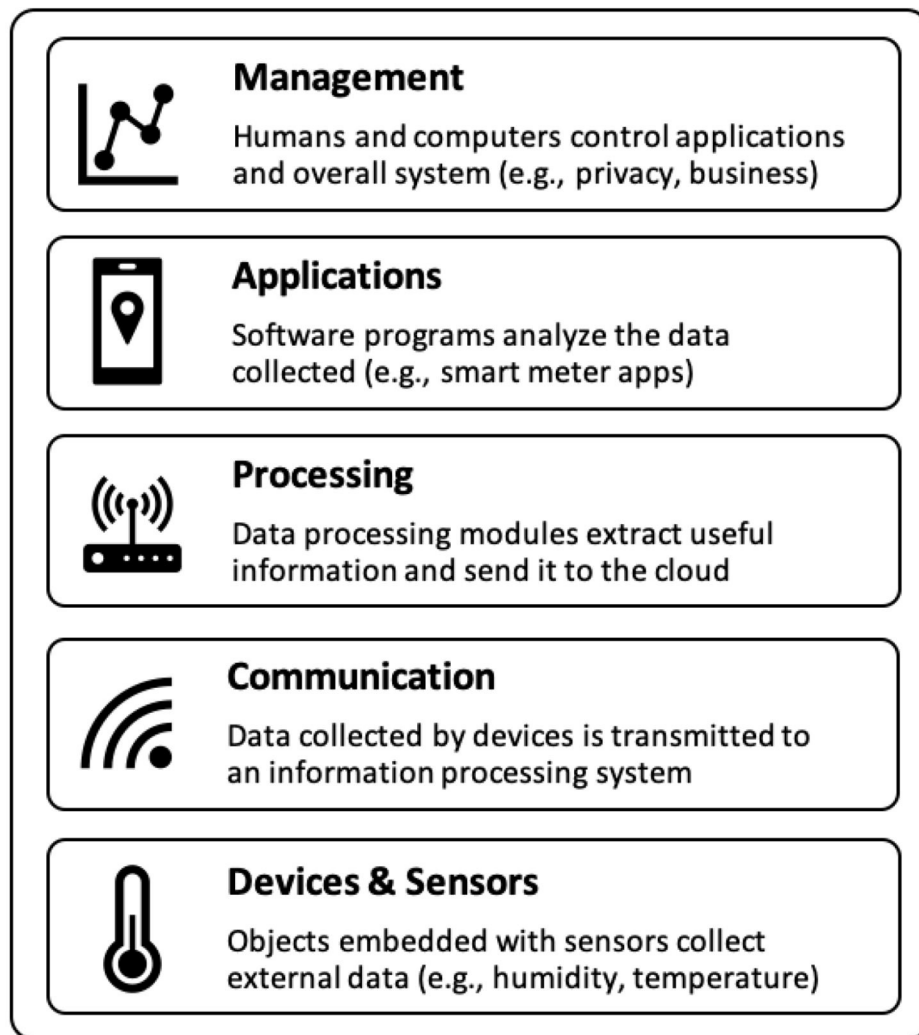 Management
Humans and computers control applications
and overall system (e.g., privacy, business)
Applications
Software programs analyze the data
collected (e.g., smart meter apps)
Processing
Data processing modules extract useful
information and send it to the cloud
Communication
Data collected by devices is transmitted to
an information processing system
Devices & Sensors
Objects embedded with sensors collect
external data (e.g., humidity, temperature)